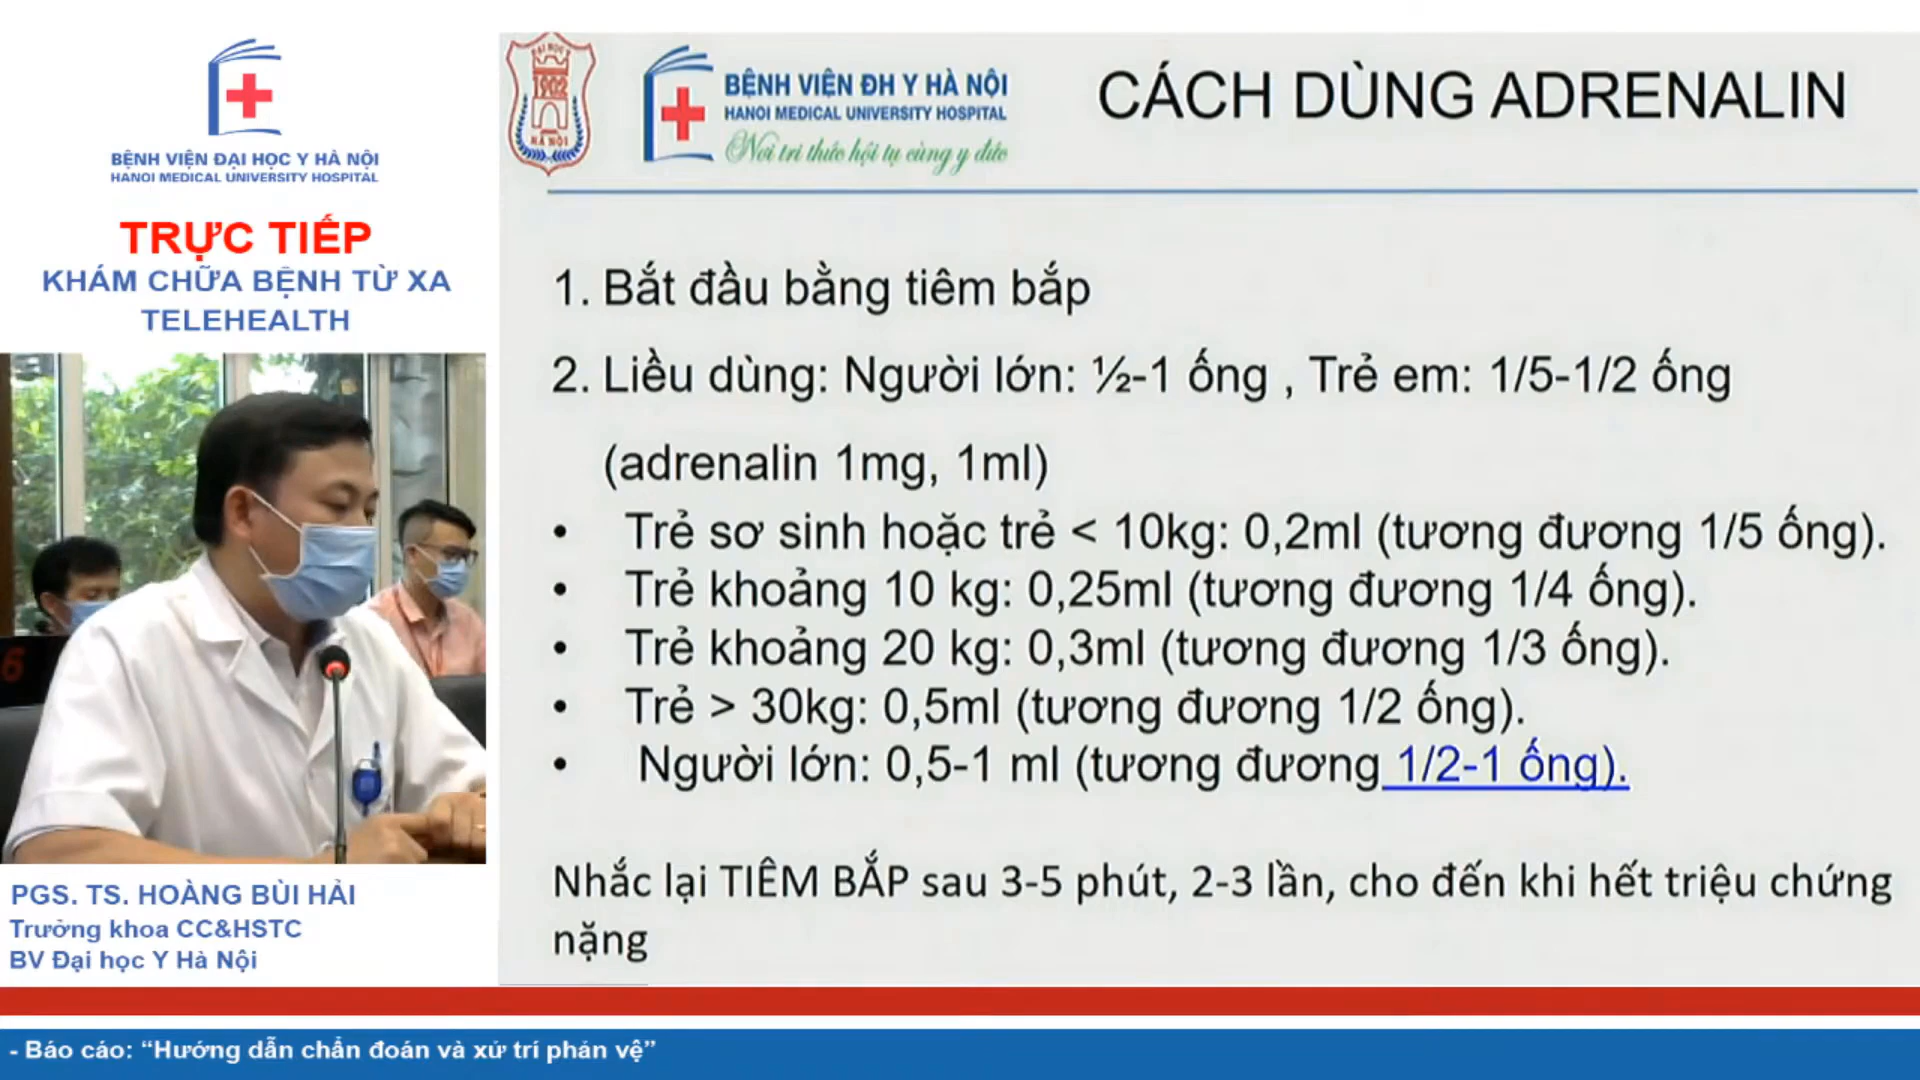 BỆNH VIỆN ĐẠI HỌC Y HÀ NỘI
HANOI MEDICAL UNIVERSITY HOSPITAL
TRỰC TIẾP
KHÁM CHỮA BỆNH TỪ XA
TELEHEALTH
6
PGS. TS. HOÀNG BÙI HẢI
Trưởng khoa CC&HSTC
BV Đại học Y Hà Nội
ĐẠI HỌC Y
1902
HÀ NỘI
BỆNH VIỆN ĐH Y HÀ NỘI
HANOI MEDICAL UNIVERSITY HOSPITAL
Nơi tri thức hội tụ cùng y đức
CÁCH DÙNG ADRENALIN
1. Bắt đầu bằng tiêm bắp
2. Liều dùng: Người lớn: ½-1 ống , Trẻ em: 1/5-1/2 ống
(adrenalin 1mg, 1ml)
• Trẻ sơ sinh hoặc trẻ < 10kg: 0,2ml (tương đương 1/5 ống).
• Trẻ khoảng 10 kg: 0,25ml (tương đương 1/4 ống).
• Trẻ khoảng 20 kg: 0,3ml (tương đương 1/3 ống).
• Trẻ > 30kg: 0,5ml (tương đương 1/2 ống).
• Người lớn: 0,5-1 ml (tương đương 1/2-1 ống).
Nhắc lại TIÊM BẮP sau 3-5 phút, 2-3 lần, cho đến khi hết triệu chứng
nặng
- Báo cáo: “Hướng dẫn chẩn đoán và xử trí phản vệ”